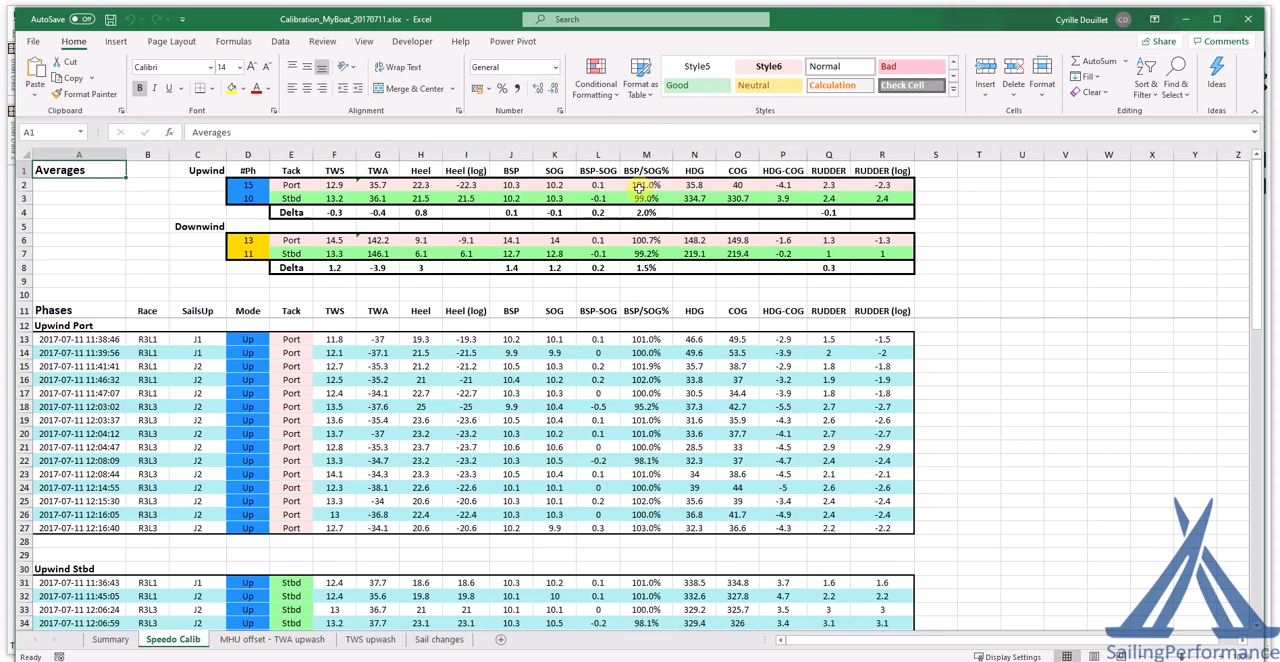 AutoSave Off Calibration_MyBoat_20170711.xlsx - Excel Search Cyrille Douillet CD
File Home Insert Page Layout Formulas Data Review View Developer Help Power Pivot Share Comments
Cut Calibri 14 Wrap Text General Style5 Style6 Normal Bad AutoSum
Copy Fill
Paste Format Painter B I U Merge & Center Conditional Formatting Format as Table Good Neutral Calculation Check Cell Insert Delete Format Clear Sort & Filter Find & Select Ideas
Clipboard Font Alignment Number Styles Cells Editing Ideas
A1 fx Averages
A B C D E F G H I J K L M N O P Q R S T U V W X Y Z
1 Averages Upwind #Ph Tack TWS TWA Heel Heel (log) BSP SOG BSP-SOG BSP/SOG% HDG COG HDG-COG RUDDER RUDDER (log)
2 15 Port 12.9 35.7 22.3 -22.3 10.3 10.2 0.1 101.0% 35.8 40 -4.1 2.3 -2.3
3 10 Stbd 13.2 36.1 21.5 21.5 10.2 10.3 -0.1 99.0% 334.7 330.7 3.9 2.4 2.4
4 Delta -0.3 -0.4 0.8 0.1 -0.1 0.2 2.0% -0.1
5 Downwind
6 13 Port 14.5 142.2 9.1 -9.1 14.1 14 0.1 100.7% 148.2 149.8 -1.6 1.3 -1.3
7 11 Stbd 13.3 146.1 6.1 6.1 12.7 12.8 -0.1 99.2% 219.1 219.4 -0.2 1 1
8 Delta 1.2 -3.9 3 1.4 1.2 0.2 1.5% 0.3
9
10
11 Phases Race SailsUp Mode Tack TWS TWA Heel Heel (log) BSP SOG BSP-SOG BSP/SOG% HDG COG HDG-COG RUDDER RUDDER (log)
12 Upwind Port
13 2017-07-11 11:38:46 R3L1 J1 Up Port 11.8 -37 19.3 -19.3 10.2 10.1 0.1 101.0% 46.6 49.5 -2.9 1.5 -1.5
14 2017-07-11 11:39:56 R3L1 J1 Up Port 12.1 -37.1 21.5 -21.5 9.9 9.9 0 100.0% 49.6 53.5 -3.9 2 -2
15 2017-07-11 11:41:41 R3L1 J2 Up Port 12.7 -35.3 21.2 -21.2 10.5 10.3 0.2 101.9% 35.7 38.7 -2.9 1.8 -1.8
16 2017-07-11 11:46:32 R3L1 J2 Up Port 12.5 -35.2 21 -21 10.4 10.2 0.2 102.0% 33.8 37 -3.2 1.9 -1.9
17 2017-07-11 11:47:07 R3L1 J2 Up Port 12.4 -34.1 22.7 -22.7 10.3 10.3 0 100.0% 30.5 34.4 -3.9 1.8 -1.8
18 2017-07-11 12:03:02 R3L3 J2 Up Port 13.5 -37.6 25 -25 9.9 10.4 -0.5 95.2% 37.3 42.7 -5.5 2.7 -2.7
19 2017-07-11 12:03:37 R3L3 J2 Up Port 13.6 -35.4 23.6 -23.6 10.5 10.4 0.1 101.0% 31.6 35.9 -4.3 2.4 -2.4
20 2017-07-11 12:04:12 R3L3 J2 Up Port 13.7 -37 23.2 -23.2 10.3 10.2 0.1 101.0% 33.6 37.7 -4.1 2.4 -2.4
21 2017-07-11 12:04:47 R3L3 J2 Up Port 12.8 -35.3 23.7 -23.7 10.6 10.6 0 100.0% 28.5 33 -4.5 2.7 -2.7
22 2017-07-11 12:08:09 R3L3 J2 Up Port 13.3 -34.7 23.2 -23.2 10.3 10.5 -0.2 98.1% 32.3 37 -4.7 2.4 -2.4
23 2017-07-11 12:08:44 R3L3 J2 Up Port 14.1 -34.3 23.3 -23.3 10.5 10.4 0.1 101.0% 34 38.6 -4.5 2.1 -2.1
24 2017-07-11 12:14:55 R3L3 J2 Up Port 12.3 -38.1 22.6 -22.6 10.1 10 0.1 101.0% 39 44 -5 2.6 -2.6
25 2017-07-11 12:15:30 R3L3 J2 Up Port 13.3 -34 20.6 -20.6 10.3 10.1 0.2 102.0% 35.6 39 -3.4 2.4 -2.4
26 2017-07-11 12:16:05 R3L3 J2 Up Port 13 -36.8 22.4 -22.4 10.3 10.3 0 100.0% 36.8 41.7 -4.9 2.4 -2.4
27 2017-07-11 12:16:40 R3L3 J2 Up Port 12.7 -34.1 20.6 -20.6 10.2 9.9 0.3 103.0% 32.3 36.6 -4.3 2.2 -2.2
28
29
30 Upwind Stbd
31 2017-07-11 11:36:43 R3L1 J1 Up Stbd 12.4 37.7 18.6 18.6 10.3 10.2 0.1 101.0% 338.5 334.8 3.7 1.6 1.6
32 2017-07-11 11:45:05 R3L1 J2 Up Stbd 12.4 35.6 19.8 19.8 10.1 10 0.1 101.0% 332.6 327.8 4.7 2.2 2.2
33 2017-07-11 12:06:24 R3L3 J2 Up Stbd 13 36.7 21 21 10.1 10.1 0 100.0% 329.2 325.7 3.5 3 3
34 2017-07-11 12:06:59 R3L3 J2 Up Stbd 13.3 37.7 23.1 23.1 10.1 10.3 -0.2 98.1% 329.4 326 3.4 3.1 3.1
Summary Speedo Calib MHU offset - TWA upwash TWS upwash Sail changes
Ready Display Settings
SailingPerformance